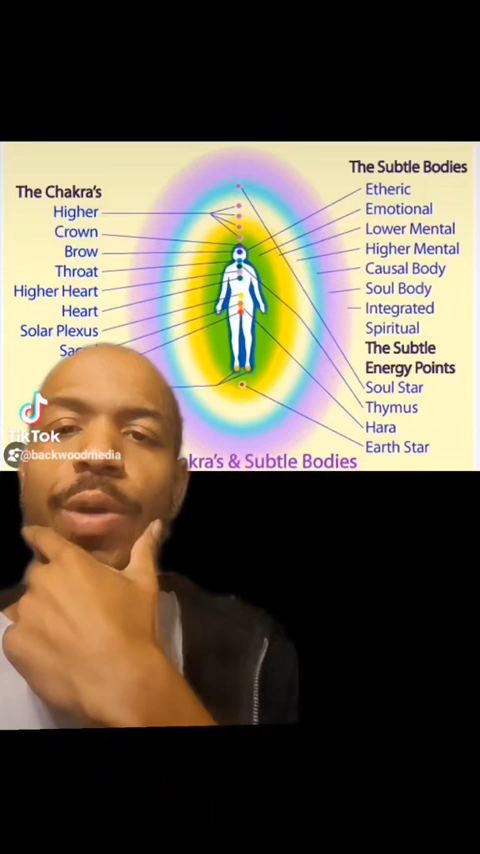 The Chakra's
Higher
Crown
Brow
Throat
Higher Heart
Heart
Solar Plexus
The Subtle Bodies
Etheric
Emotional
Lower Mental
Higher Mental
Causal Body
Soul Body
Integrated
Spiritual
The Subtle
Energy Points
Soul Star
Thymus
Hara
Earth Star
kra's & Subtle Bodies
TikTok
@backwoodmedia